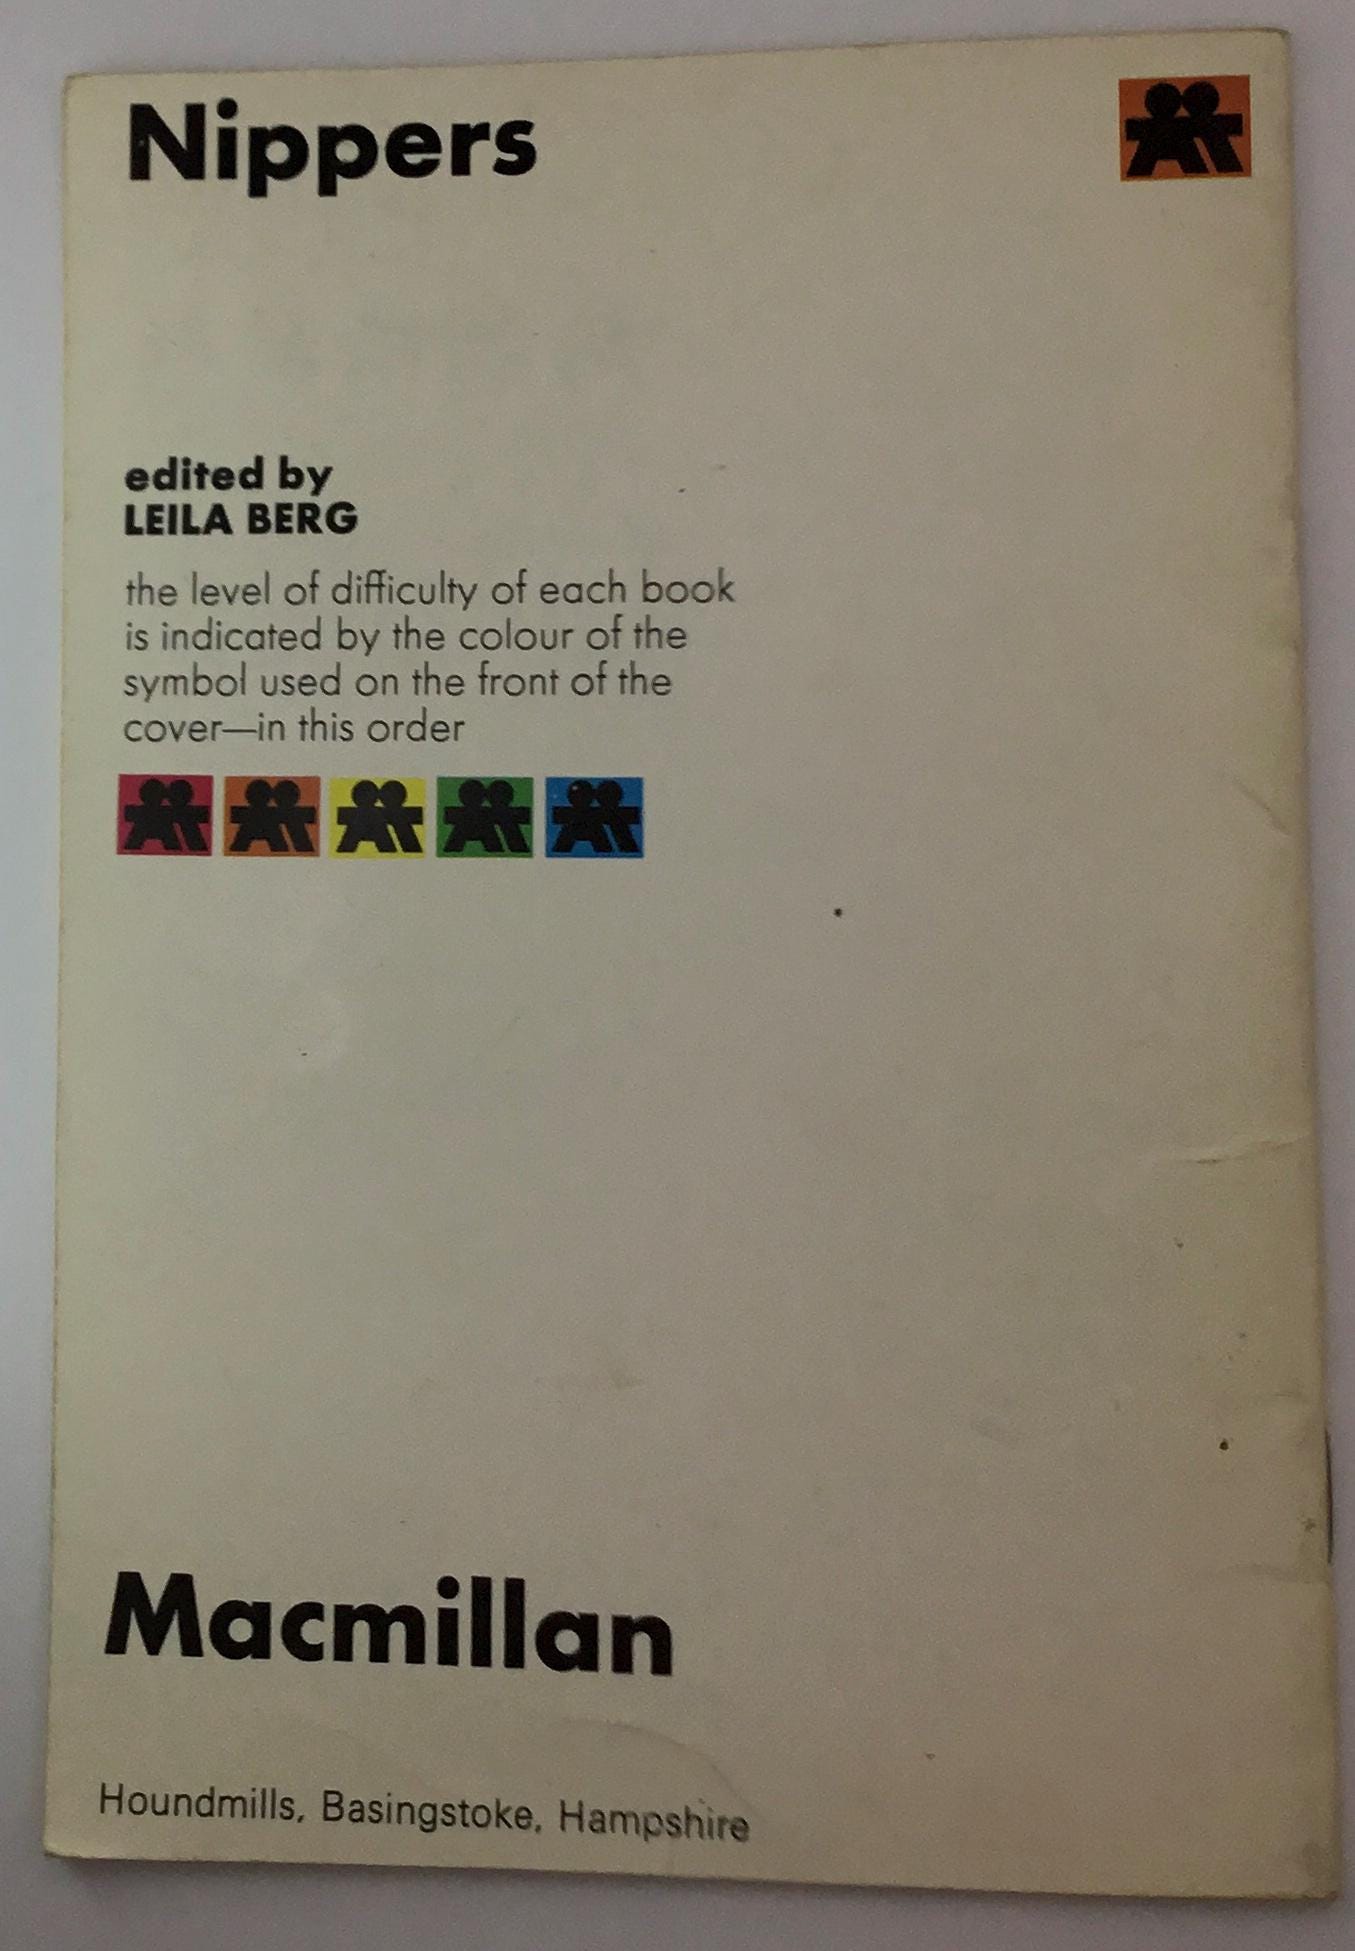 Nippers
edited by
LEILA BERG
the level of difficulty of each book
is indicated by the colour of the
symbol used on the front of the
cover—in this order
Macmillan
Houndmills, Basingstoke, Hampshire